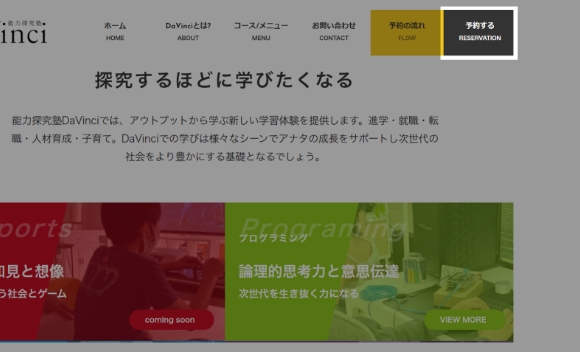 • 能力探究塾 •
inci
ホーム
HOME
DaVinciとは?
ABOUT
コース/メニュー
MENU
お問い合わせ
CONTACT
予約の流れ
FLOW
予約する
RESERVATION
探究するほどに学びたくなる
能力探究塾DaVinciでは、アウトプットから学ぶ新しい学習体験を提供します。進学・就職・転
職・人材育成・子育て。DaVinciでの学びは様々なシーンでアナタの成長をサポートし次世代の
社会をより豊かにする基礎となるでしょう。
ports
知見と想像
う社会とゲーム
coming soon
Programing
プログラミング
論理的思考力と意思伝達
次世代を生き抜く力になる
VIEW MORE